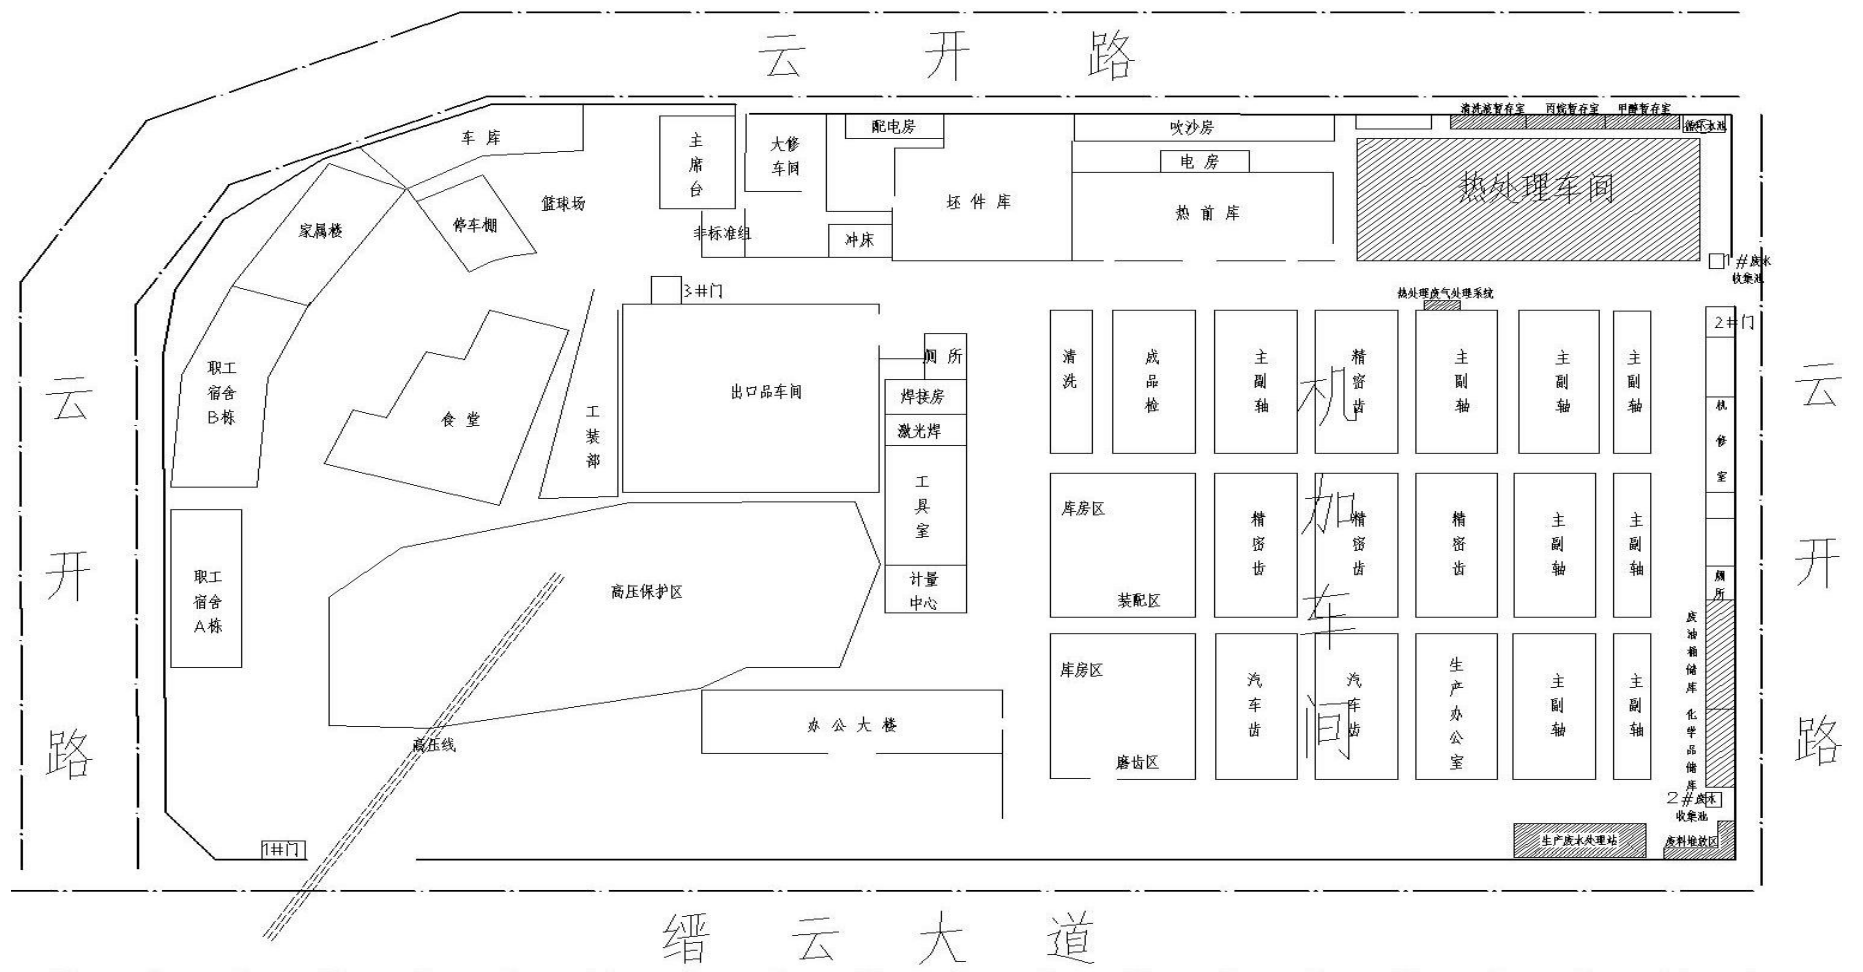 云开路
清洗液暂存室 丙烷暂存室 甲醇暂存室
循环水池
车库
主席台
大修车间
配电房
吹沙房
电房
热处理车间
家属楼
停车棚
篮球场
非标准组
冲床
坯件库
热前库
1#废水收集池
3#门
热处理废气处理系统
2#门
职工宿舍B栋
食堂
工装部
出口品车间
厕所
焊接房
激光焊
工具室
计量中心
清洗
成品检
主副轴
精密齿
主副轴
主副轴
主副轴
机加车间
机修室
云开路
云开路
职工宿舍A栋
高压保护区
库房区
装配区
精密齿
精密齿
精密齿
主副轴
主副轴
厕所
废油桶储库
化学品储库
高压线
办公大楼
库房区
磨齿区
汽车齿
汽车齿
生产办公室
主副轴
主副轴
2#废水收集池
1#门
生产废水处理站
废料堆放区
缙云大道